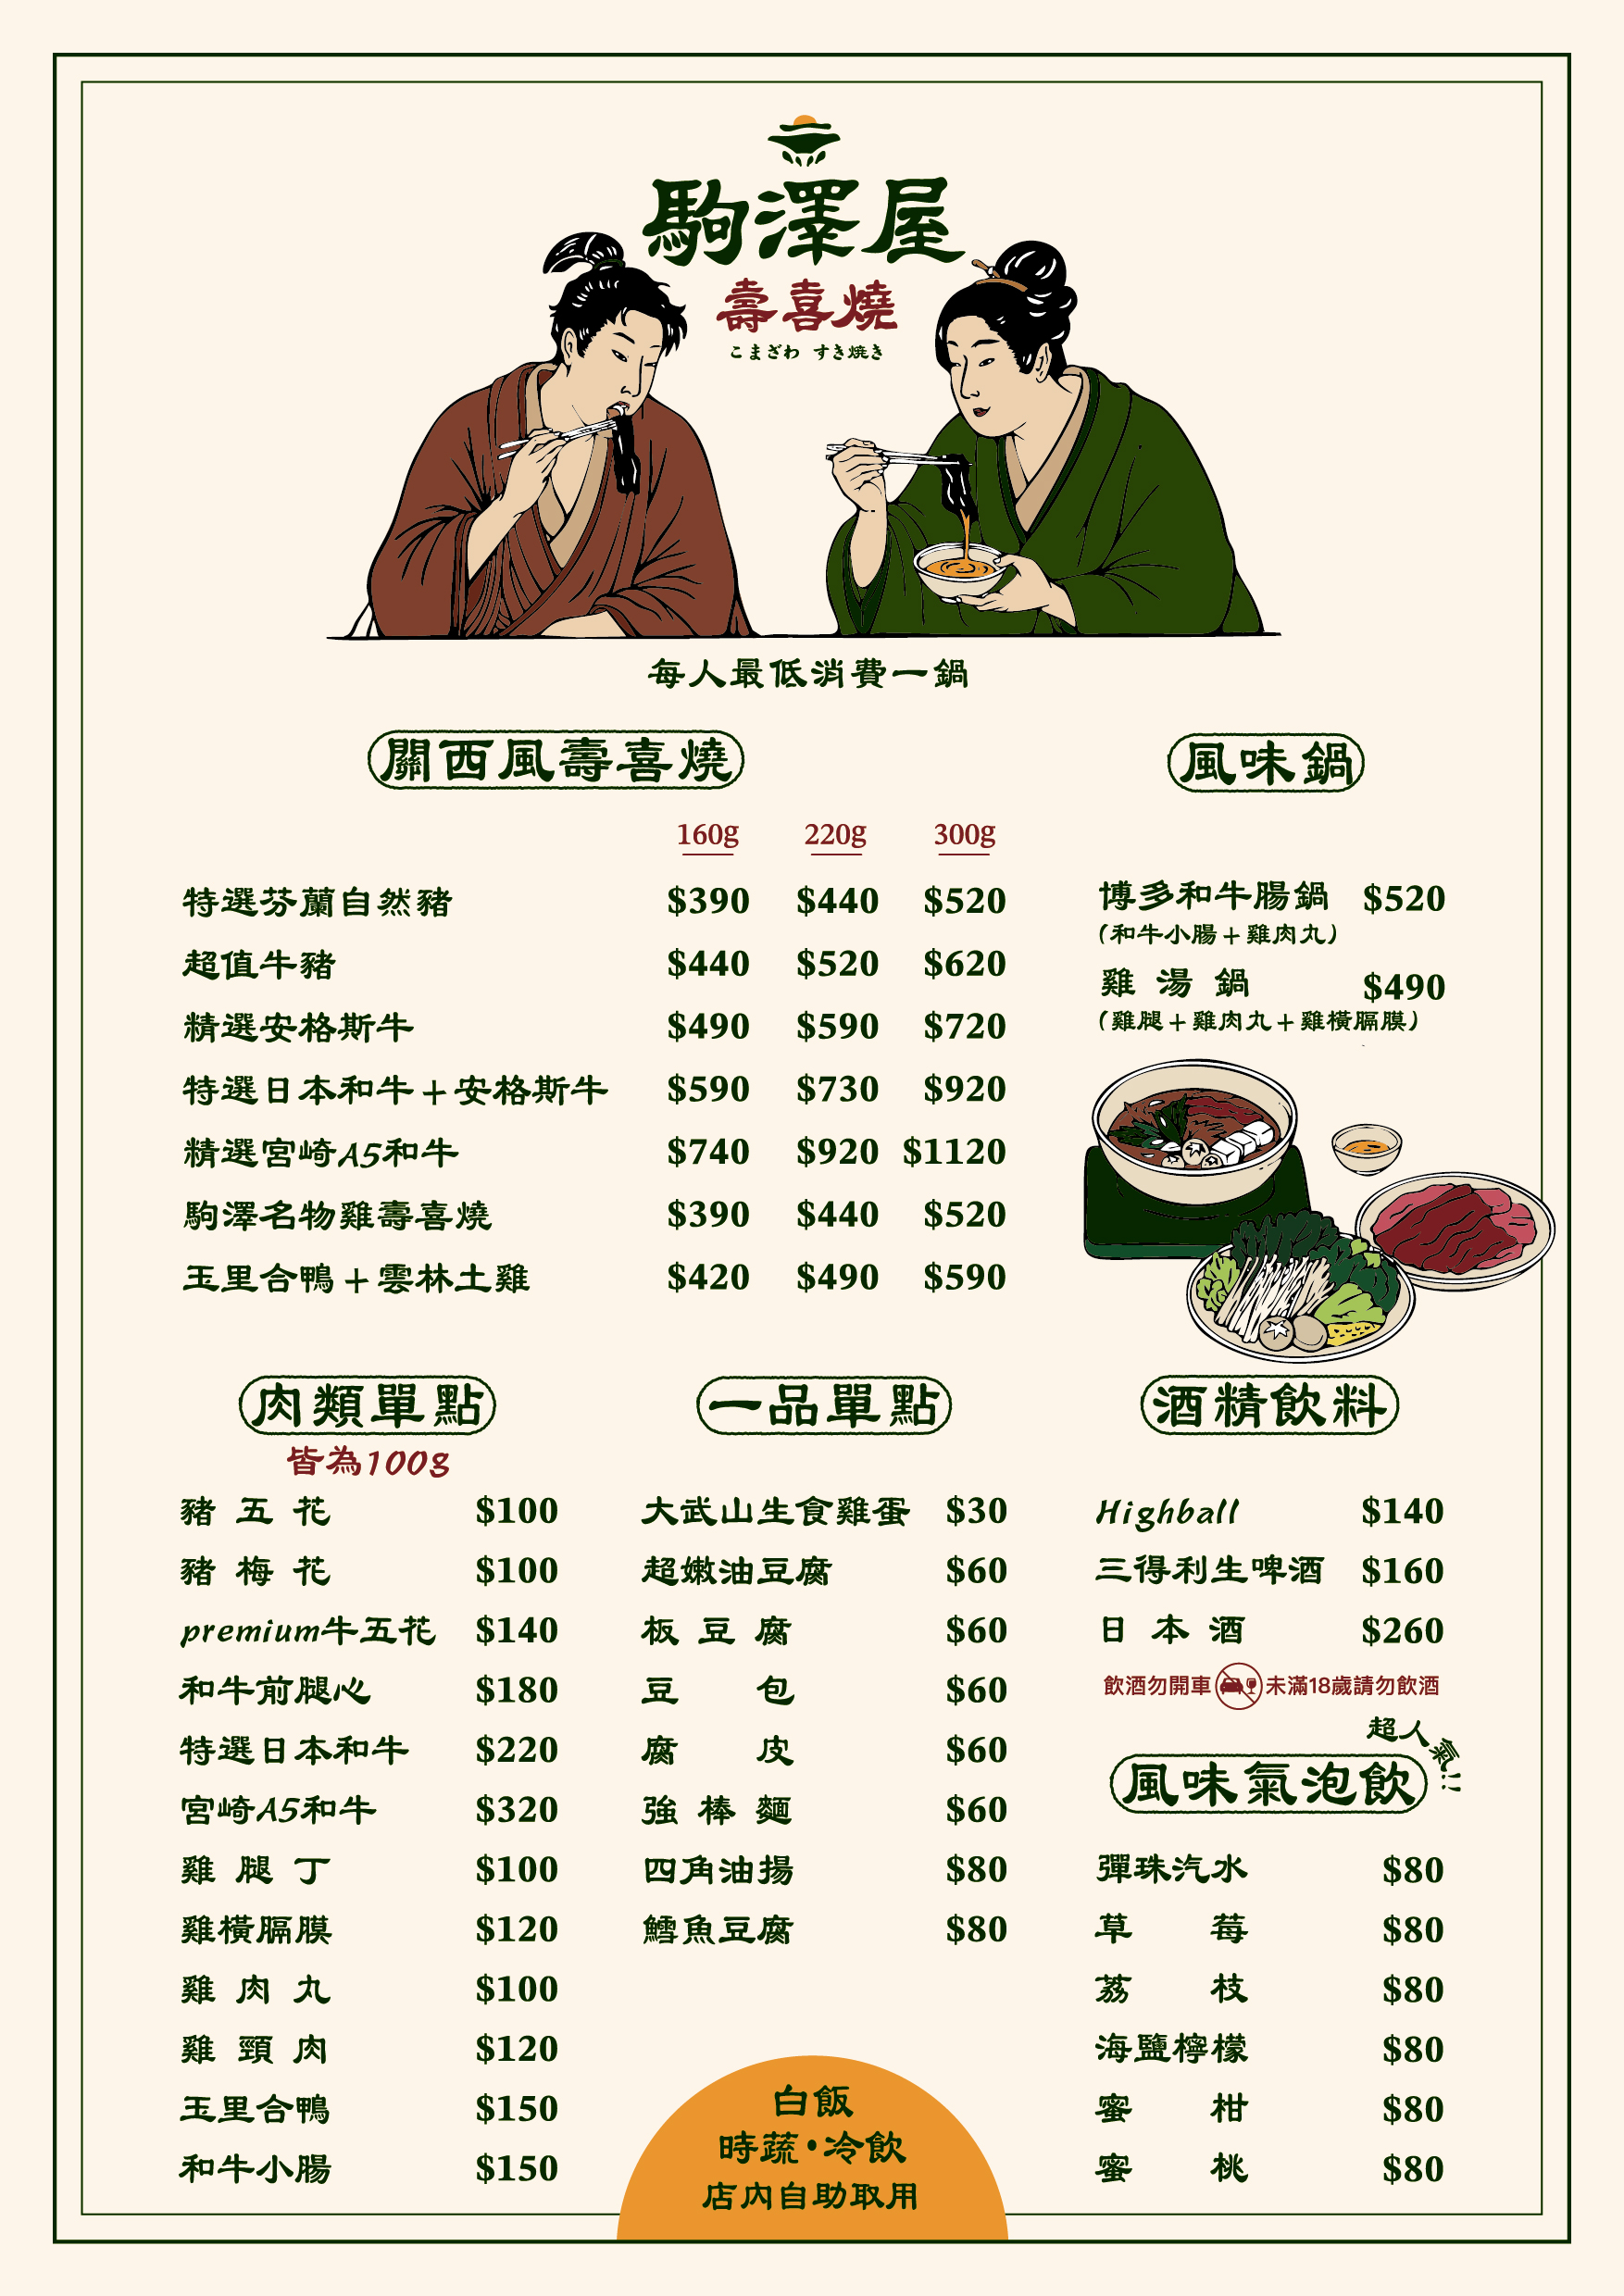 駒澤屋
壽喜燒
こまざわ すき焼き
每人最低消費一鍋
關西風壽喜燒
160g 220g 300g
特選芬蘭自然豬 $390 $440 $520
超值牛豬 $440 $520 $620
精選安格斯牛 $490 $590 $720
特選日本和牛+安格斯牛 $590 $730 $920
精選宮崎A5和牛 $740 $920 $1120
駒澤名物雞壽喜燒 $390 $440 $520
玉里合鴨+雲林土雞 $420 $490 $590
風味鍋
博多和牛腸鍋 $520
(和牛小腸+雞肉丸)
雞湯鍋 $490
(雞腿+雞肉丸+雞橫膈膜)
肉類單點
皆為100g
豬五花 $100
豬梅花 $100
premium牛五花 $140
和牛前腿心 $180
特選日本和牛 $220
宮崎A5和牛 $320
雞腿丁 $100
雞橫膈膜 $120
雞肉丸 $100
雞頸肉 $120
玉里合鴨 $150
和牛小腸 $150
一品單點
大武山生食雞蛋 $30
超嫩油豆腐 $60
板豆腐 $60
豆包 $60
腐皮 $60
強棒麵 $60
四角油揚 $80
鱈魚豆腐 $80
白飯
時蔬・冷飲
店內自助取用
酒精飲料
Highball $140
三得利生啤酒 $160
日本酒 $260
飲酒勿開車 未滿18歲請勿飲酒
超人氣!!
風味氣泡飲
彈珠汽水 $80
草莓 $80
荔枝 $80
海鹽檸檬 $80
蜜柑 $80
蜜桃 $80